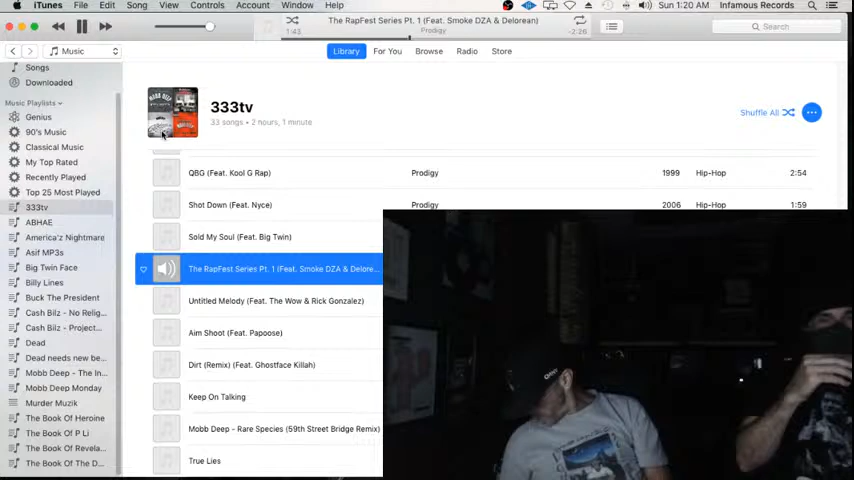 iTunes File Edit Song View Controls Account Window Help Sun 1:20 AM Infamous Records
The RapFest Series Pt. 1 (Feat. Smoke DZA & Delorean)
Prodigy
1:43 -2:26
Search
Music Library For You Browse Radio Store
Songs
Downloaded
Music Playlists
Genius
90's Music
Classical Music
My Top Rated
Recently Played
Top 25 Most Played
333tv
ABHAE
America'z Nightmare
Asif MP3s
Big Twin Face
Billy Lines
Buck The President
Cash Bilz - No Relig...
Cash Bilz - Project...
Dead
Dead needs new be...
Mobb Deep - The In...
Mobb Deep Monday
Murder Muzik
The Book Of Heroine
The Book Of P Li
The Book Of Revela...
The Book Of The D...
333tv
33 songs • 2 hours, 1 minute
Shuffle All
QBG (Feat. Kool G Rap) Prodigy 1999 Hip-Hop 2:54
Shot Down (Feat. Nyce) Prodigy 2006 Hip-Hop 1:59
Sold My Soul (Feat. Big Twin)
The RapFest Series Pt. 1 (Feat. Smoke DZA & Delore...
Untitled Melody (Feat. The Wow & Rick Gonzalez)
Aim Shoot (Feat. Papoose)
Dirt (Remix) (Feat. Ghostface Killah)
Keep On Talking
Mobb Deep - Rare Species (59th Street Bridge Remix)
True Lies